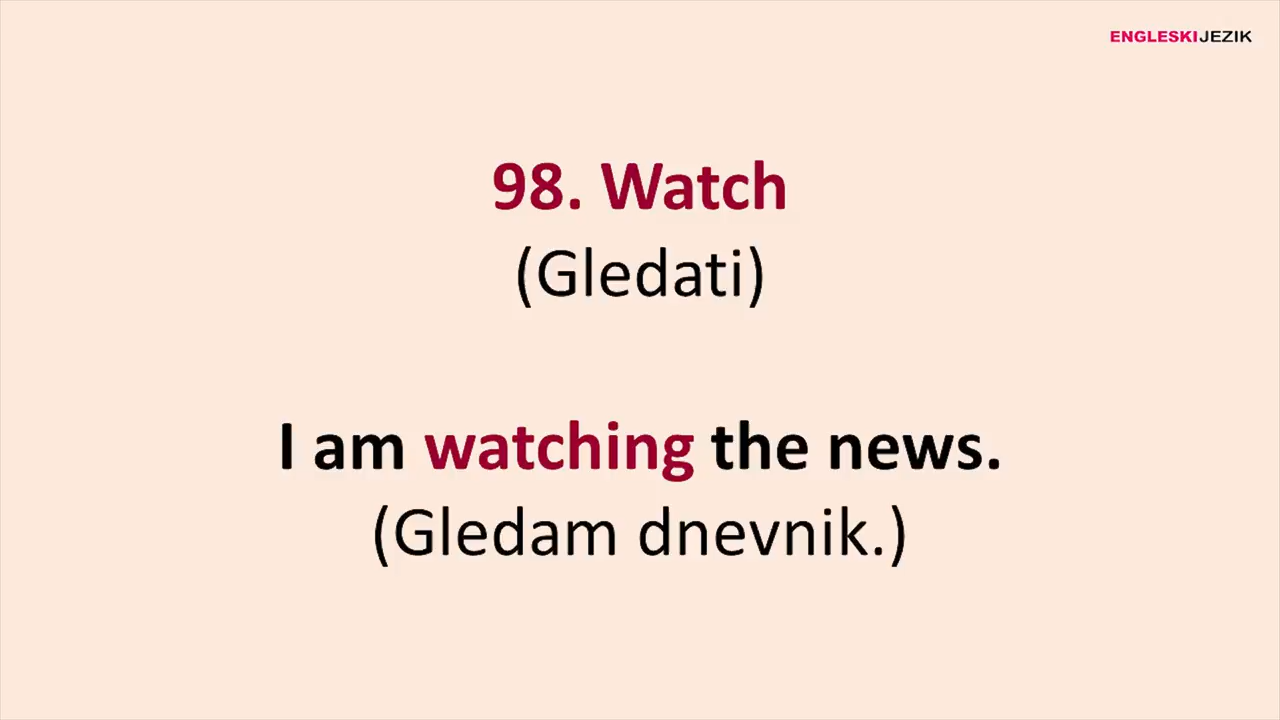 ENGLESKIJEZIK
98. Watch
(Gledati)
I am watching the news.
(Gledam dnevnik.)